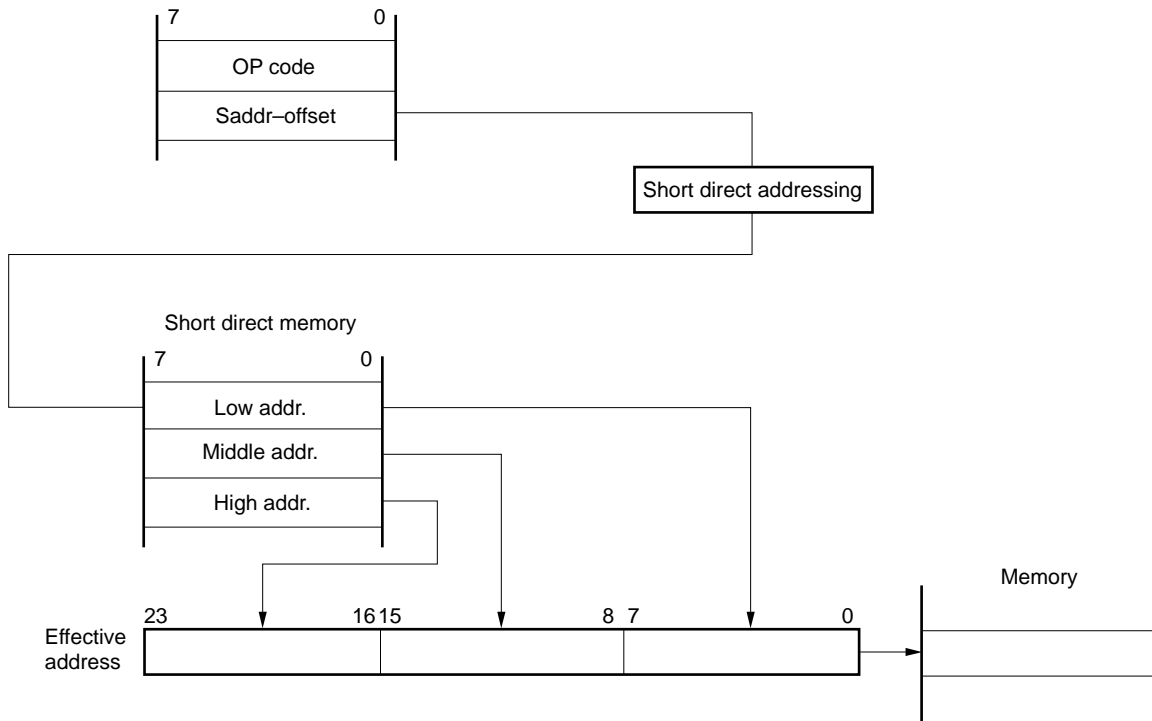 7 0
OP code
Saddr–offset
Short direct addressing
Short direct memory
7 0
Low addr.
Middle addr.
High addr.
Memory
23 16 15 8 7 0
Effective
address